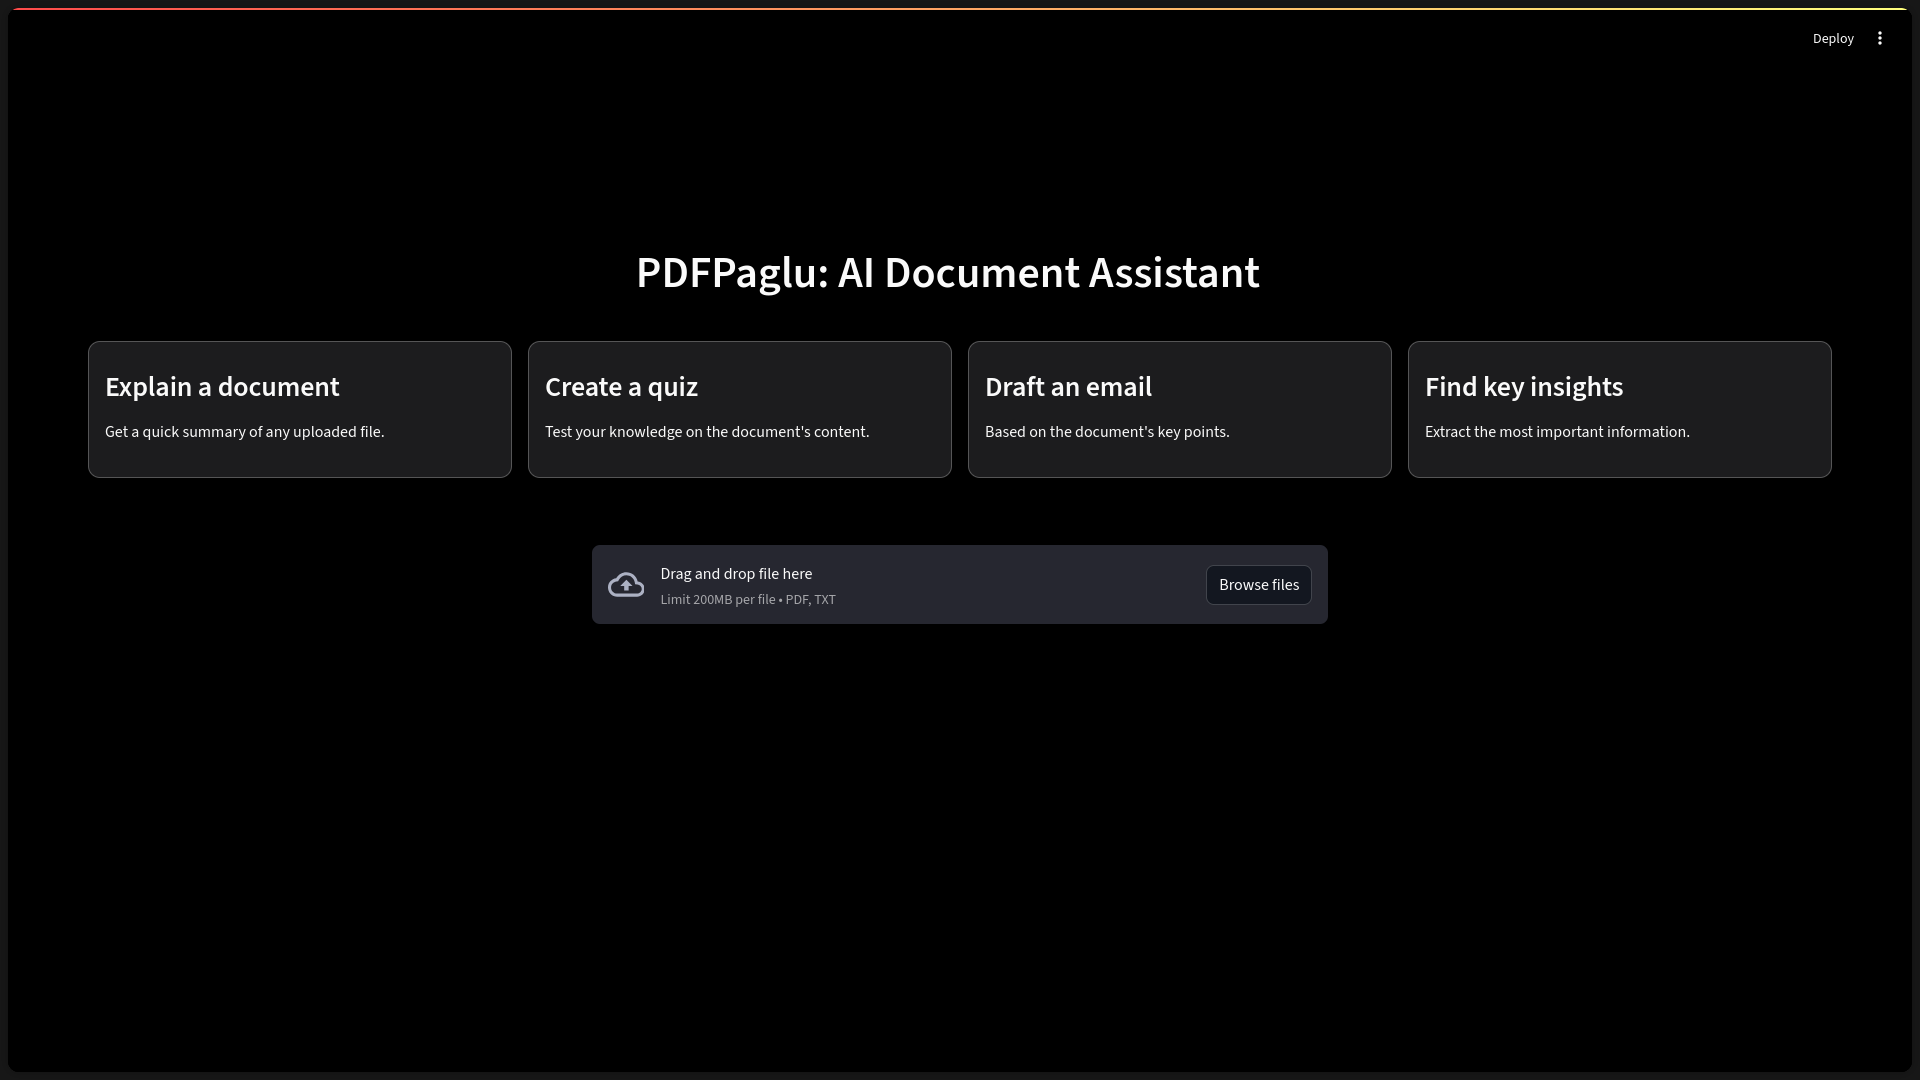 Deploy
PDFPaglu: AI Document Assistant
Explain a document
Get a quick summary of any uploaded file.
Create a quiz
Test your knowledge on the document's content.
Draft an email
Based on the document's key points.
Find key insights
Extract the most important information.
Drag and drop file here
Limit 200MB per file • PDF, TXT
Browse files